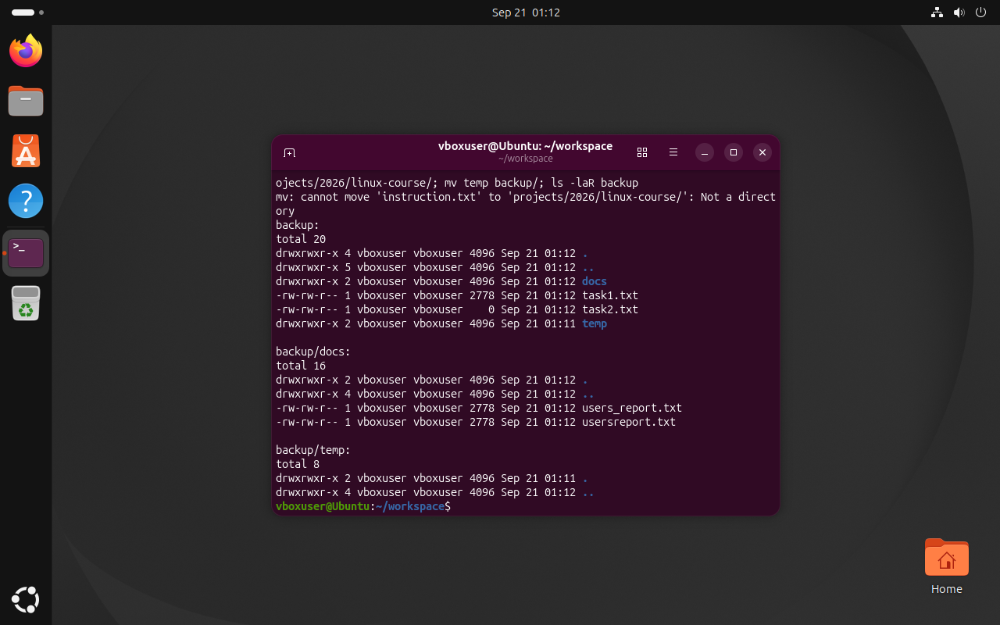 Sep 21 01:12
vboxuser@Ubuntu: ~/workspace
~/workspace
ojects/2026/linux-course/; mv temp backup/; ls -laR backup
mv: cannot move 'instruction.txt' to 'projects/2026/linux-course/': Not a direct
ory
backup:
total 20
drwxrwxr-x 4 vboxuser vboxuser 4096 Sep 21 01:12 .
drwxrwxr-x 5 vboxuser vboxuser 4096 Sep 21 01:12 ..
drwxrwxr-x 2 vboxuser vboxuser 4096 Sep 21 01:12 docs
-rw-rw-r-- 1 vboxuser vboxuser 2778 Sep 21 01:12 task1.txt
-rw-rw-r-- 1 vboxuser vboxuser    0 Sep 21 01:12 task2.txt
drwxrwxr-x 2 vboxuser vboxuser 4096 Sep 21 01:11 temp
backup/docs:
total 16
drwxrwxr-x 2 vboxuser vboxuser 4096 Sep 21 01:12 .
drwxrwxr-x 4 vboxuser vboxuser 4096 Sep 21 01:12 ..
-rw-rw-r-- 1 vboxuser vboxuser 2778 Sep 21 01:12 users_report.txt
-rw-rw-r-- 1 vboxuser vboxuser 2778 Sep 21 01:12 usersreport.txt
backup/temp:
total 8
drwxrwxr-x 2 vboxuser vboxuser 4096 Sep 21 01:11 .
drwxrwxr-x 4 vboxuser vboxuser 4096 Sep 21 01:12 ..
vboxuser@Ubuntu:~/workspace$
Home